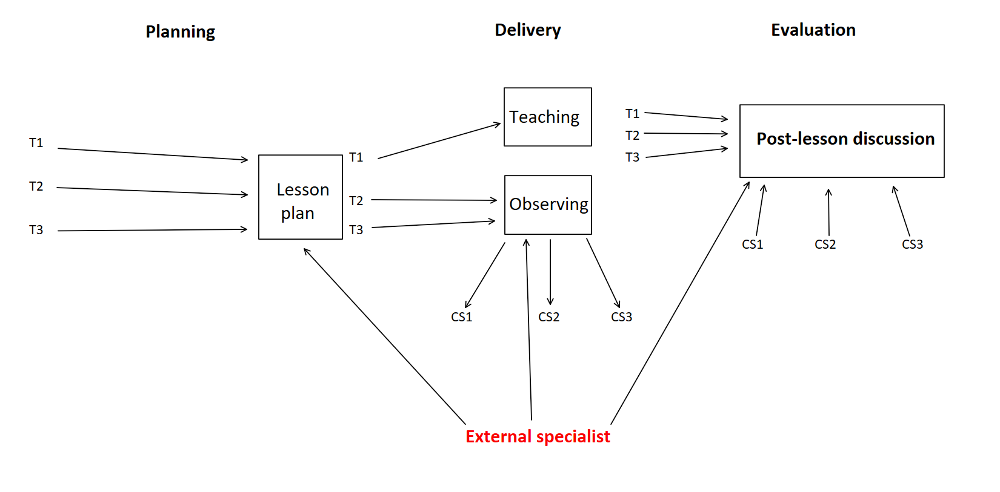 Planning
Delivery
Evaluation
T1
T2
T3
Lesson
plan
T1
T2
T3
Teaching
Observing
CS1
CS2
CS3
T1
T2
T3
Post-lesson discussion
CS1
CS2
CS3
External specialist